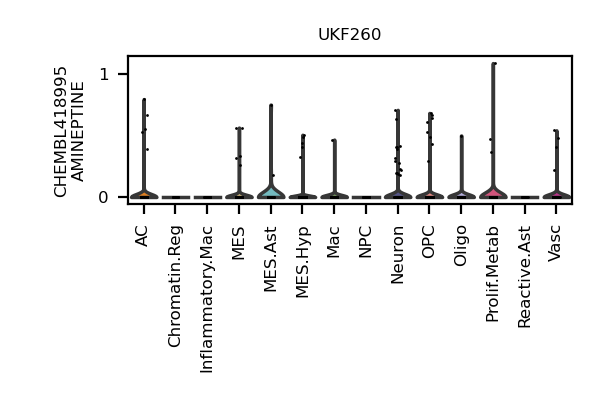 UKF260
CHEMBL418995
AMINEPTINE
1
0
AC
Chromatin.Reg
Inflammatory.Mac
MES
MES.Ast
MES.Hyp
Mac
NPC
Neuron
OPC
Oligo
Prolif.Metab
Reactive.Ast
Vasc